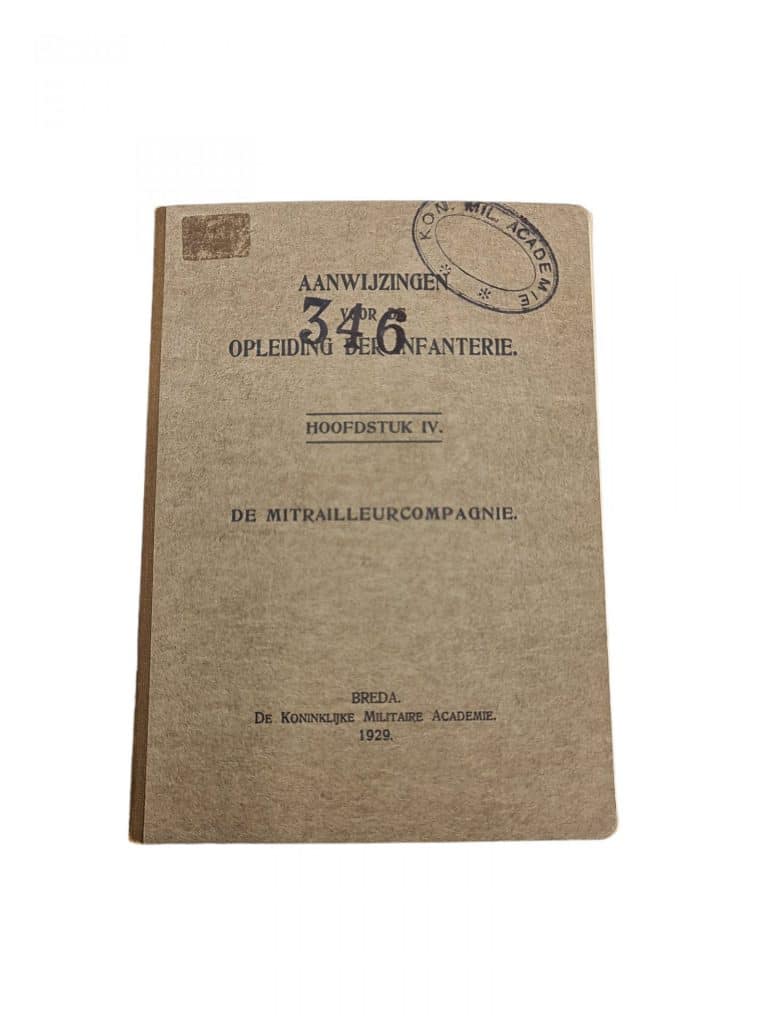 KON. MIL. ACADEMIE
AANWIJZINGEN
VOOR DE
346
OPLEIDING DER INFANTERIE.
HOOFDSTUK IV.
DE MITRAILLEURCOMPAGNIE.
BREDA.
DE KONINKLIJKE MILITAIRE ACADEMIE.
1929.